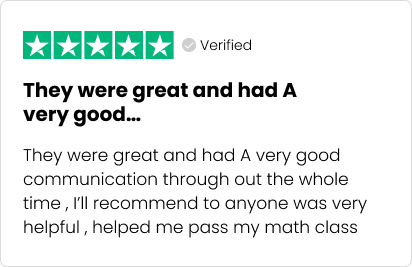 Verified
They were great and had A
very good...
They were great and had A very good
communication through out the whole
time , I’ll recommend to anyone was very
helpful , helped me pass my math class